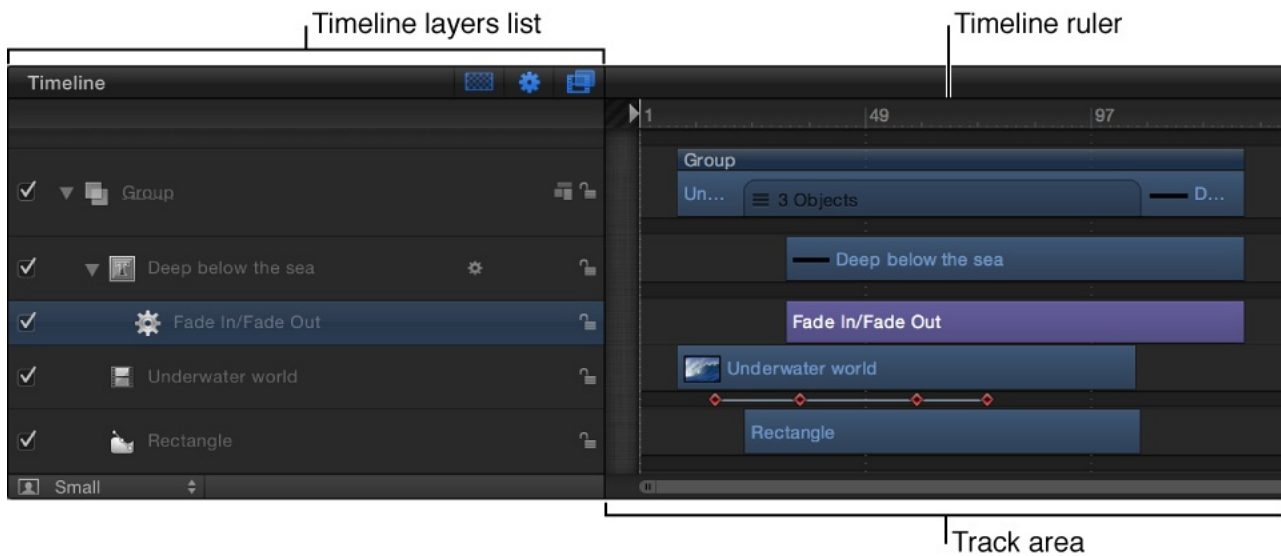 Timeline layers list
Timeline ruler
Timeline
1
49
97
Group
Group
Un...
3 Objects
D...
Deep below the sea
Deep below the sea
Fade In/Fade Out
Fade In/Fade Out
Underwater world
Underwater world
Rectangle
Rectangle
Small
Track area